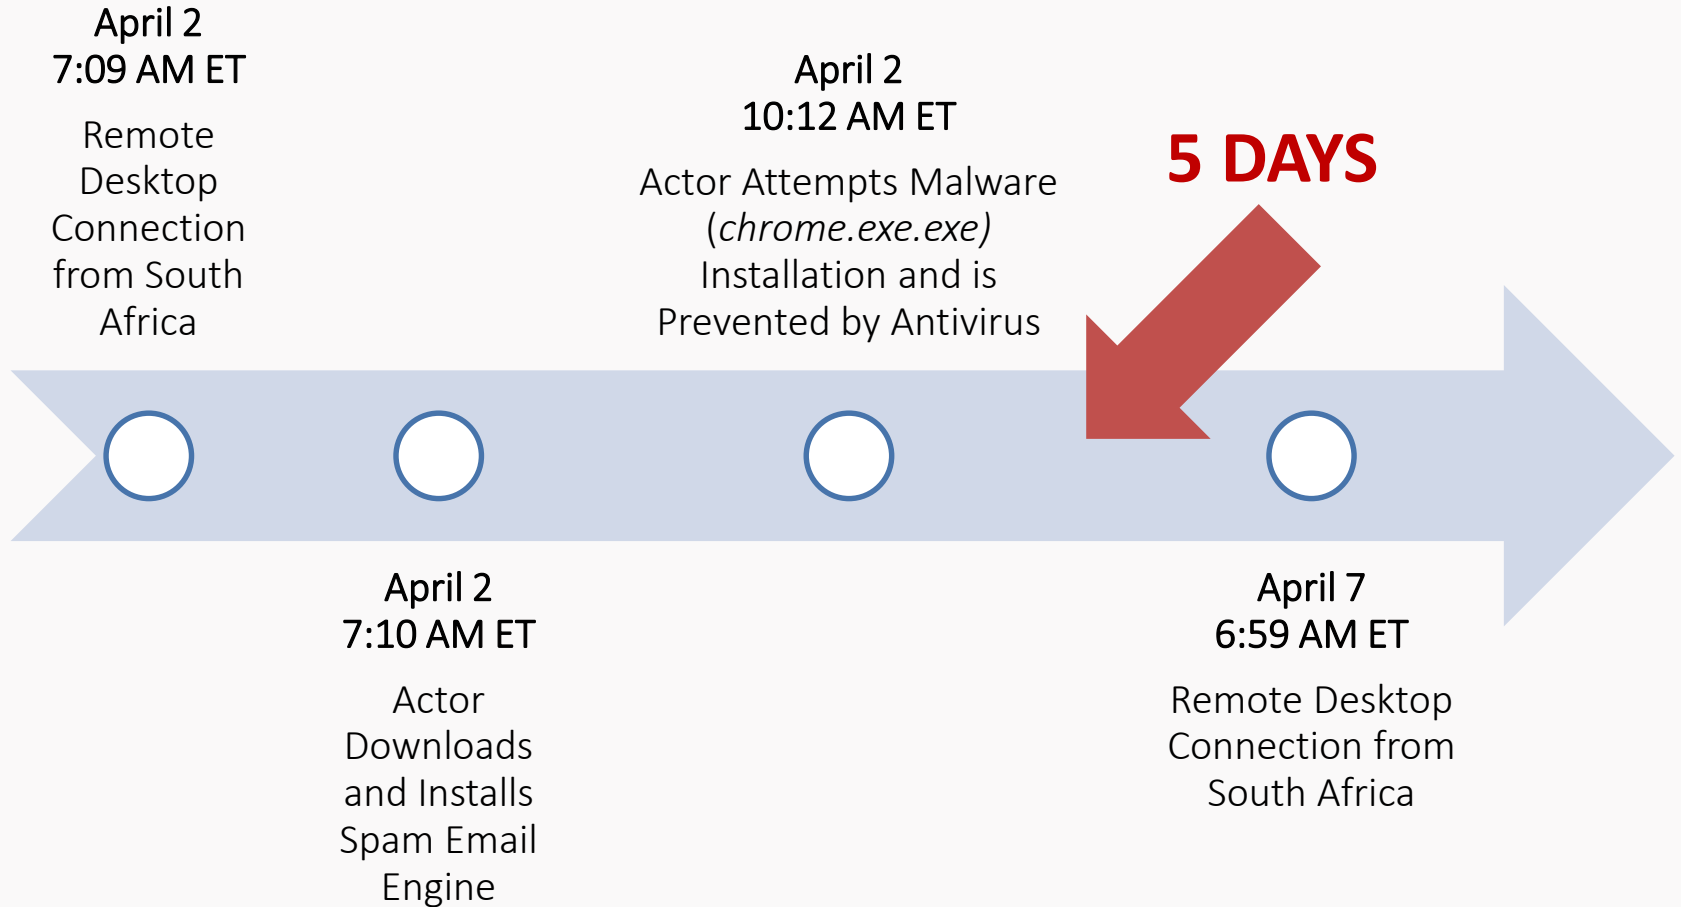 April 2
7:09 AM ET
Remote
Desktop
Connection
from South
Africa
April 2
7:10 AM ET
Actor
Downloads
and Installs
Spam Email
Engine
April 2
10:12 AM ET
Actor Attempts Malware
(chrome.exe.exe)
Installation and is
Prevented by Antivirus
5 DAYS
April 7
6:59 AM ET
Remote Desktop
Connection from
South Africa